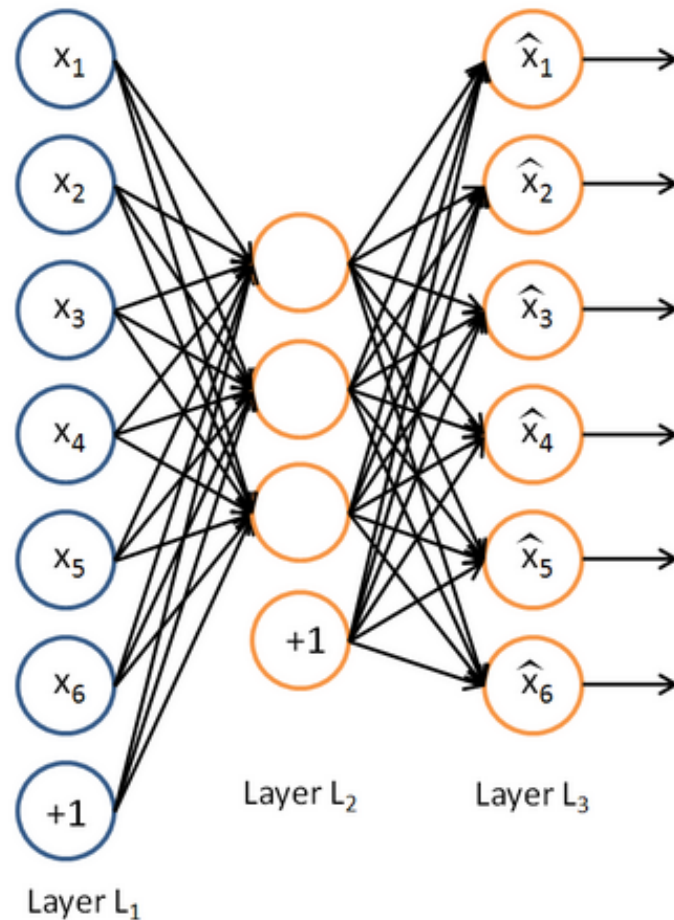 x₁
x₂
x₃
x₄
x₅
x₆
+1
Layer L₁
+1
Layer L₂
x̂₁
x̂₂
x̂₃
x̂₄
x̂₅
x̂₆
Layer L₃